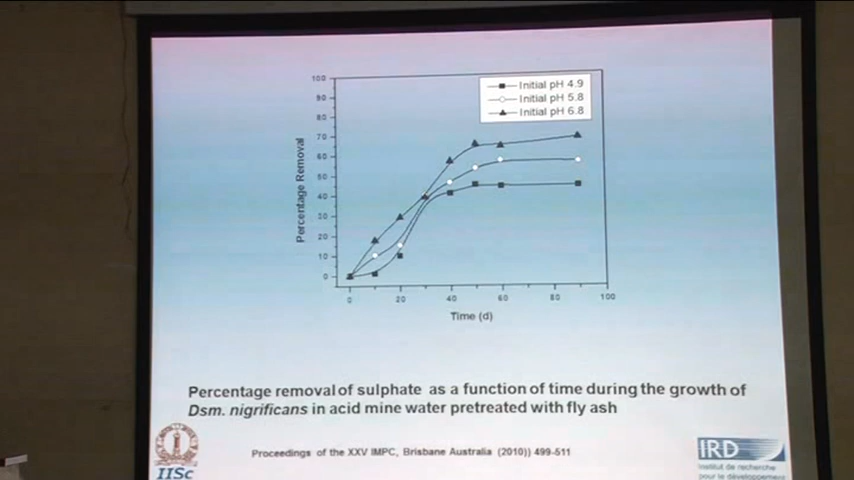 100
90
80
70
60
50
40
30
20
10
0
Percentage Removal
Initial pH 4.9
Initial pH 5.8
Initial pH 6.8
0 20 40 60 80 100
Time (d)
Percentage removal of sulphate as a function of time during the growth of
Dsm. nigrificans in acid mine water pretreated with fly ash
Proceedings of the XXV IMPC, Brisbane Australia (2010)) 499-511
IISc
IRD
Institut de recherche
pour le développement